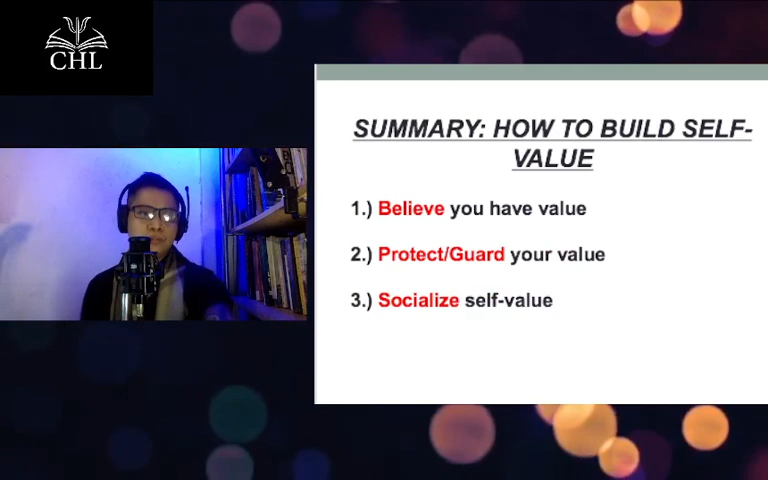 CHL
SUMMARY: HOW TO BUILD SELF-
VALUE
1.) Believe you have value
2.) Protect/Guard your value
3.) Socialize self-value